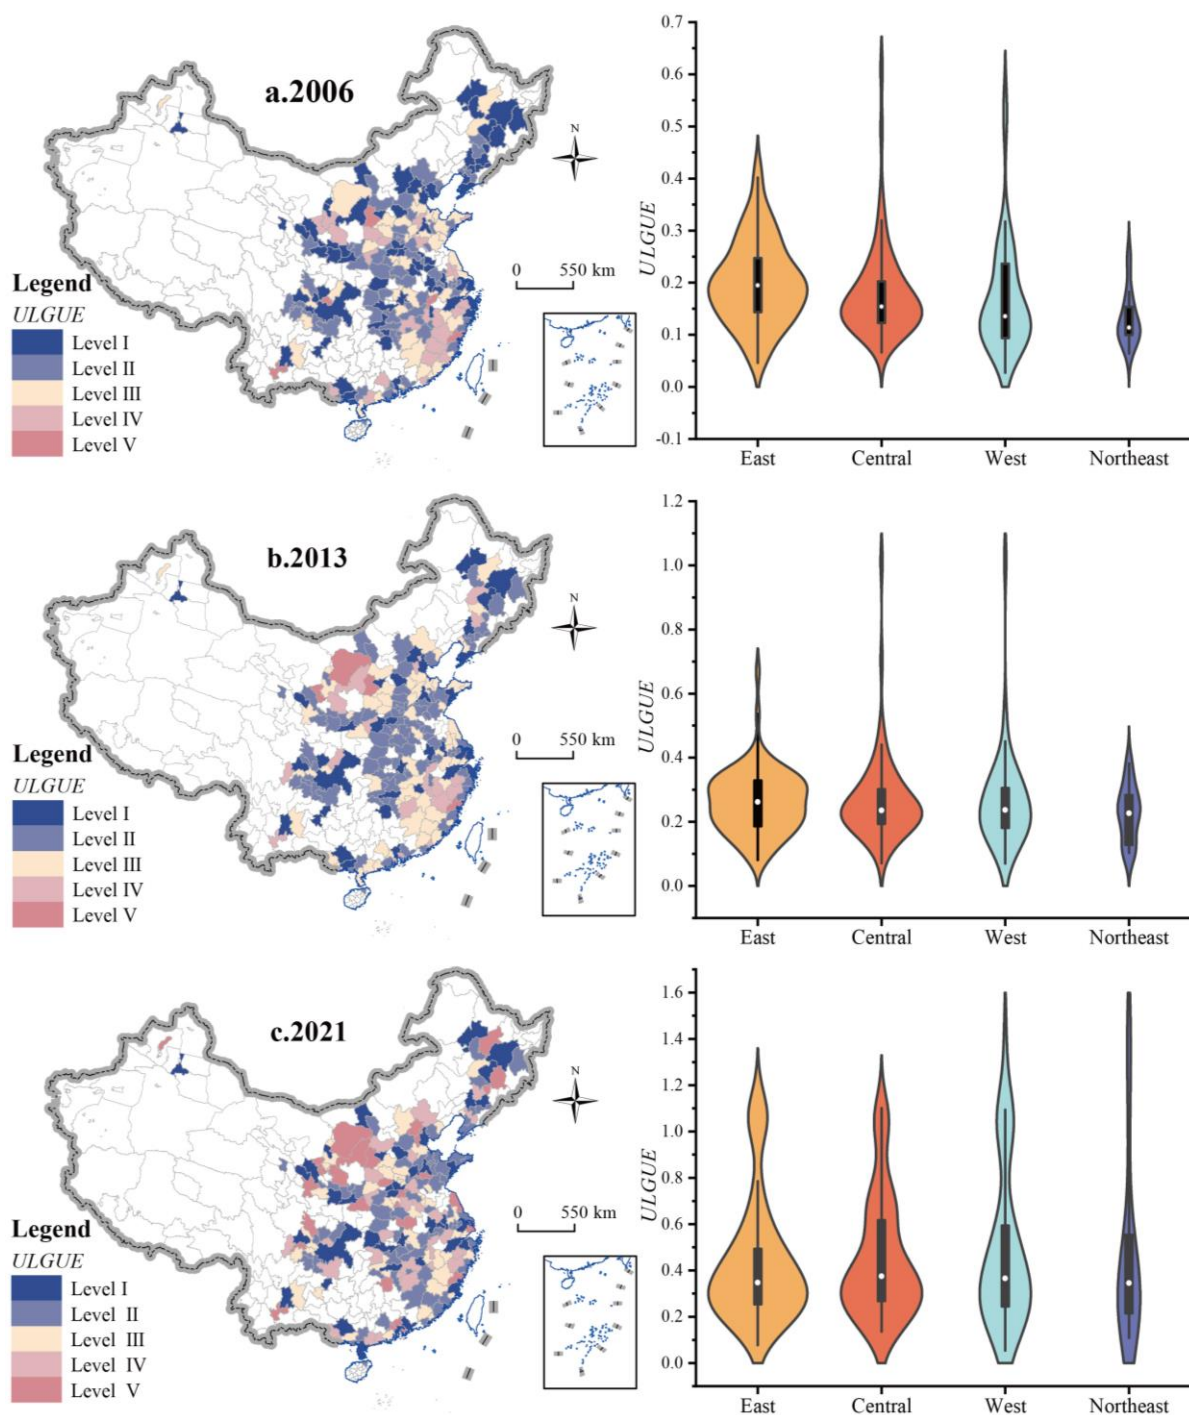 a.2006
N
Legend
ULGUE
Level I
Level II
Level III
Level IV
Level V
0 550 km
ULGUE
0.7
0.6
0.5
0.4
0.3
0.2
0.1
0.0
-0.1
East Central West Northeast
b.2013
N
Legend
ULGUE
Level I
Level II
Level III
Level IV
Level V
0 550 km
ULGUE
1.2
1.0
0.8
0.6
0.4
0.2
0.0
East Central West Northeast
c.2021
N
Legend
ULGUE
Level I
Level II
Level III
Level IV
Level V
0 550 km
ULGUE
1.6
1.4
1.2
1.0
0.8
0.6
0.4
0.2
0.0
East Central West Northeast